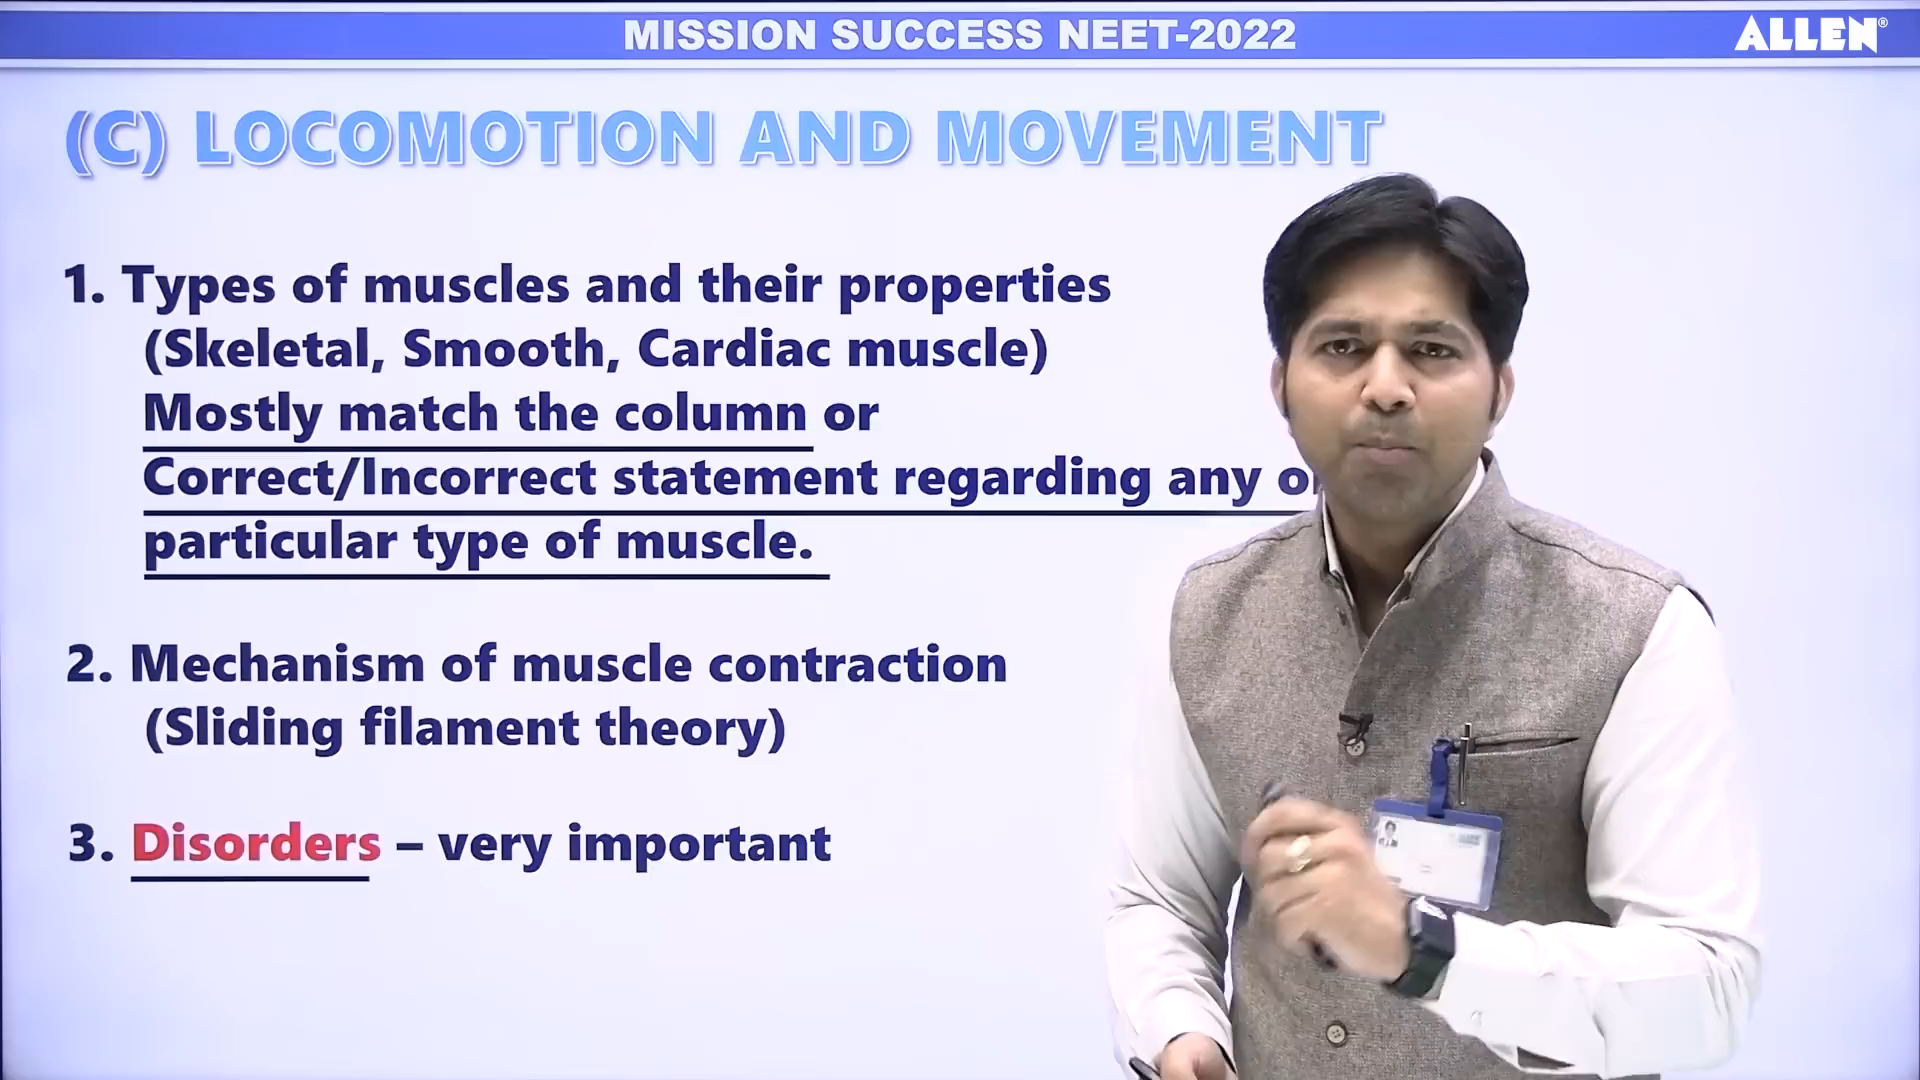 MISSION SUCCESS NEET-2022
ALLEN®
(C) LOCOMOTION AND MOVEMENT
1. Types of muscles and their properties
(Skeletal, Smooth, Cardiac muscle)
Mostly match the column or
Correct/Incorrect statement regarding any
particular type of muscle.
2. Mechanism of muscle contraction
(Sliding filament theory)
3. Disorders – very important